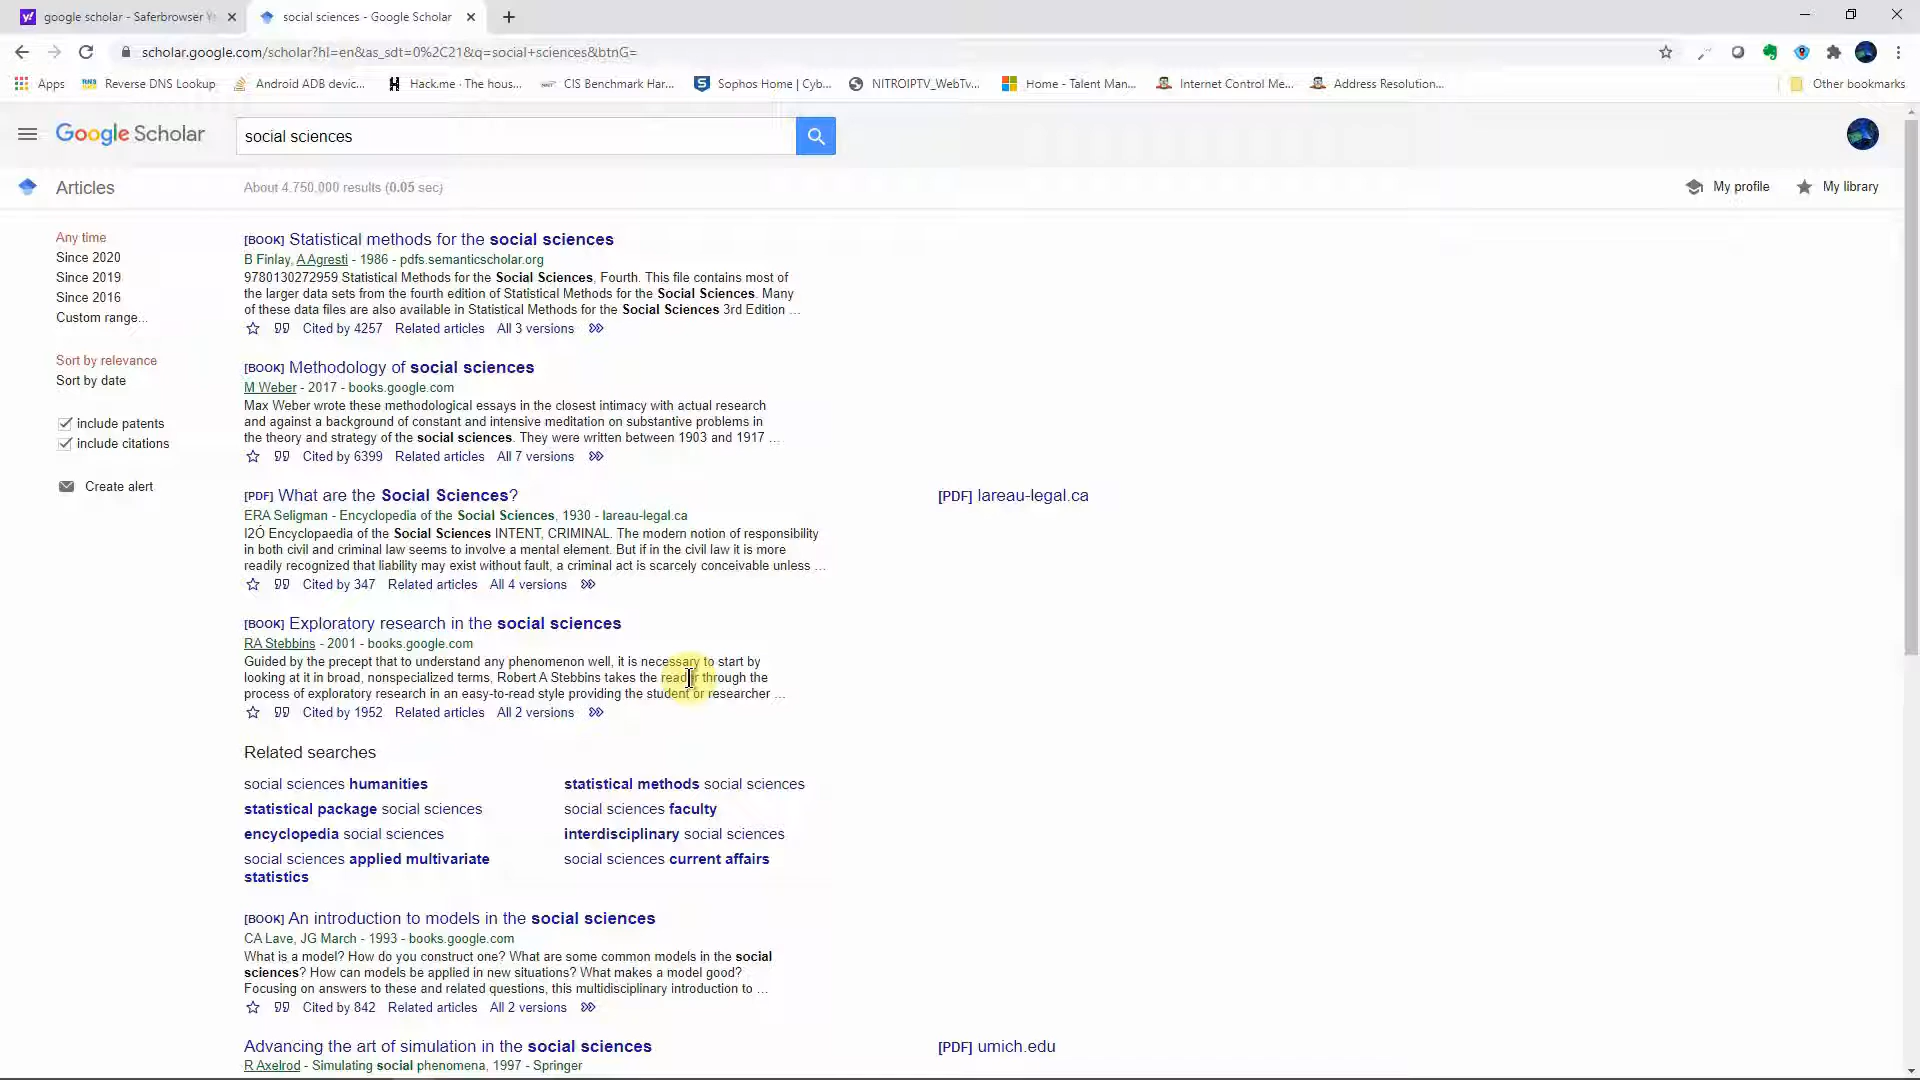 google scholar - Saferbrowser Y
social sciences - Google Scholar
scholar.google.com/scholar?hl=en&as_sdt=0%2C21&q=social+sciences&btnG=
Apps
Reverse DNS Lookup
Android ADB devic...
Hack.me · The hous...
CIS Benchmark Har...
Sophos Home | Cyb...
NITROIPTV_WebTv...
Home - Talent Man...
Internet Control Me...
Address Resolution...
Other bookmarks
Google Scholar
social sciences
Articles
About 4,750,000 results (0.05 sec)
My profile
My library
Any time
Since 2020
Since 2019
Since 2016
Custom range...
Sort by relevance
Sort by date
include patents
include citations
Create alert
[BOOK] Statistical methods for the social sciences
B Finlay, A Agresti - 1986 - pdfs.semanticscholar.org
9780130272959 Statistical Methods for the Social Sciences, Fourth. This file contains most of
the larger data sets from the fourth edition of Statistical Methods for the Social Sciences. Many
of these data files are also available in Statistical Methods for the Social Sciences 3rd Edition ...
Cited by 4257 Related articles All 3 versions
[BOOK] Methodology of social sciences
M Weber - 2017 - books.google.com
Max Weber wrote these methodological essays in the closest intimacy with actual research
and against a background of constant and intensive meditation on substantive problems in
the theory and strategy of the social sciences. They were written between 1903 and 1917 ...
Cited by 6399 Related articles All 7 versions
[PDF] What are the Social Sciences?
[PDF] lareau-legal.ca
ERA Seligman - Encyclopedia of the Social Sciences, 1930 - lareau-legal.ca
I2Ó Encyclopaedia of the Social Sciences INTENT, CRIMINAL. The modern notion of responsibility
in both civil and criminal law seems to involve a mental element. But if in the civil law it is more
readily recognized that liability may exist without fault, a criminal act is scarcely conceivable unless ...
Cited by 347 Related articles All 4 versions
[BOOK] Exploratory research in the social sciences
RA Stebbins - 2001 - books.google.com
Guided by the precept that to understand any phenomenon well, it is necessary to start by
looking at it in broad, nonspecialized terms, Robert A Stebbins takes the reader through the
process of exploratory research in an easy-to-read style providing the student or researcher ...
Cited by 1952 Related articles All 2 versions
Related searches
social sciences humanities
statistical methods social sciences
statistical package social sciences
social sciences faculty
encyclopedia social sciences
interdisciplinary social sciences
social sciences applied multivariate
statistics
social sciences current affairs
[BOOK] An introduction to models in the social sciences
CA Lave, JG March - 1993 - books.google.com
What is a model? How do you construct one? What are some common models in the social
sciences? How can models be applied in new situations? What makes a model good?
Focusing on answers to these and related questions, this multidisciplinary introduction to ...
Cited by 842 Related articles All 2 versions
Advancing the art of simulation in the social sciences
[PDF] umich.edu
R Axelrod - Simulating social phenomena, 1997 - Springer